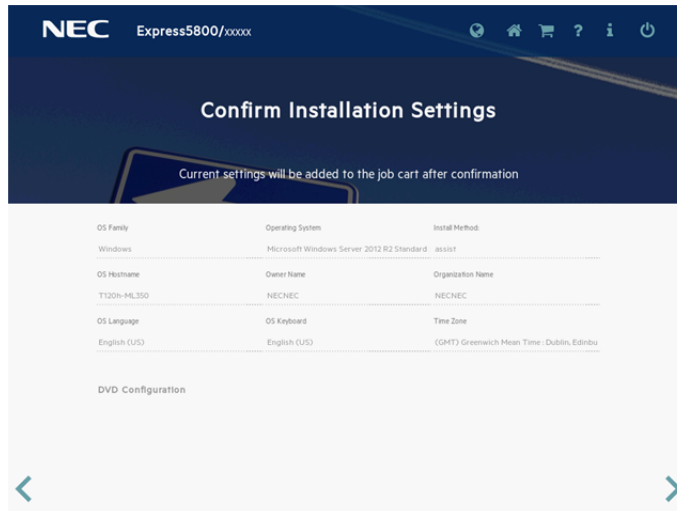 NEC Express5800/xxxxx
Confirm Installation Settings
Current settings will be added to the job cart after confirmation
OS Family Operating System Install Method:
Windows Microsoft Windows Server 2012 R2 Standard assist
OS Hostname Owner Name Organization Name
T120h-ML350 NECNEC NECNEC
OS Language OS Keyboard Time Zone
English (US) English (US) (GMT) Greenwich Mean Time : Dublin, Edinbu
DVD Configuration